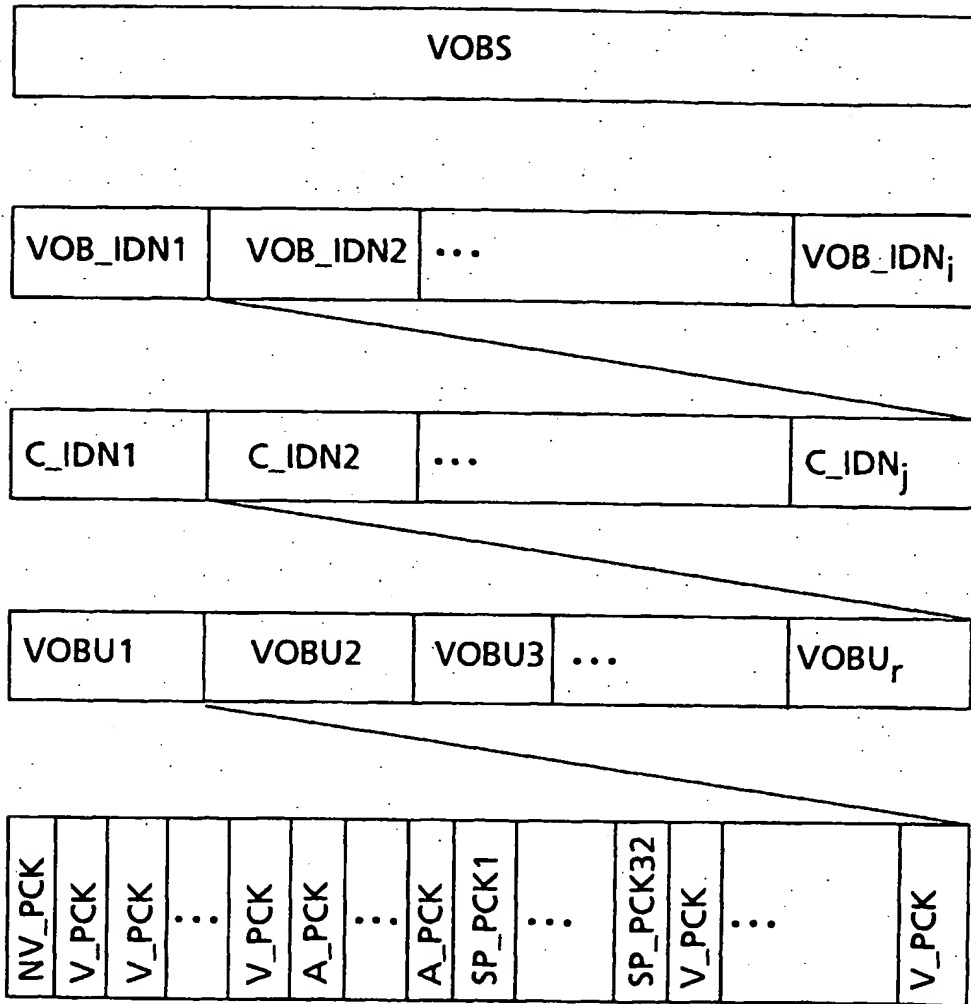 VOBS
VOB_IDN1 VOB_IDN2 ... VOB_IDNj
C_IDN1 C_IDN2 ... C_IDNj
VOBU1 VOBU2 VOBU3 ... VOBUr
NV_PCK V_PCK V_PCK ... V_PCK A_PCK ... A_PCK SP_PCK1 ... SP_PCK32 V_PCK ... V_PCK